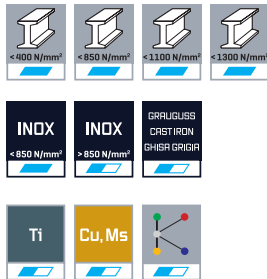 <400 N/mm² <850 N/mm² <1100 N/mm² <1300 N/mm²
INOX INOX GRAUGUSS
CAST IRON
GHISA GRIGIA
<850 N/mm² >850 N/mm²
Ti Cu, Ms